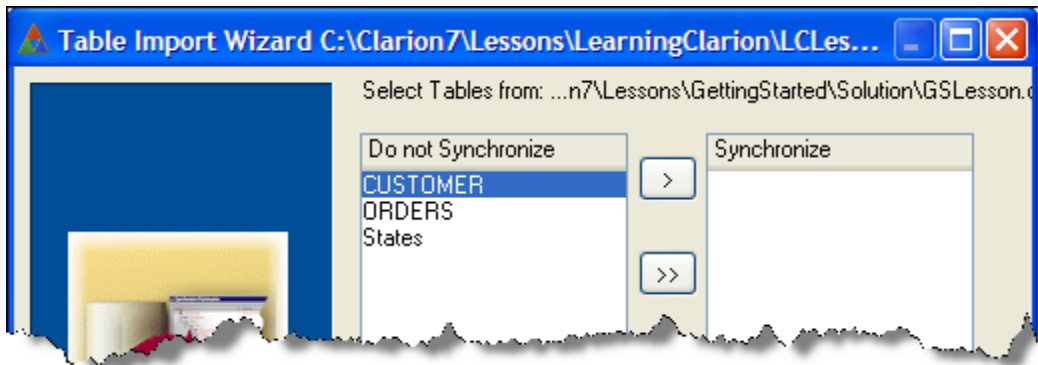 Table Import Wizard C:\Clarion7\Lessons\LearningClarion\LCLes...
Select Tables from: ...n7\Lessons\GettingStarted\Solution\GSLesson.d
Do not Synchronize
Synchronize
CUSTOMER
>
ORDERS
States
>>